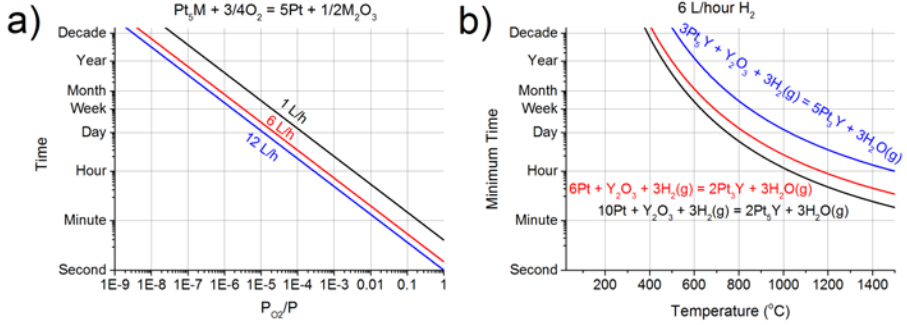 a)
Pt₅M + 3/4O₂ = 5Pt + 1/2M₂O₃
Decade
Year
Month
Week
Day
Hour
Minute
Second
Time
1 L/h
6 L/h
12 L/h
1E-9 1E-8 1E-7 1E-6 1E-5 1E-4 1E-3 0.01 0.1 1
P_O2/P
b)
6 L/hour H₂
Decade
Year
Month
Week
Day
Hour
Minute
Second
Minimum Time
3Pt₅Y + Y₂O₃ + 3H₂(g) = 5Pt₃Y + 3H₂O(g)
6Pt + Y₂O₃ + 3H₂(g) = 2Pt₃Y + 3H₂O(g)
10Pt + Y₂O₃ + 3H₂(g) = 2Pt₅Y + 3H₂O(g)
200 400 600 800 1000 1200 1400
Temperature (°C)